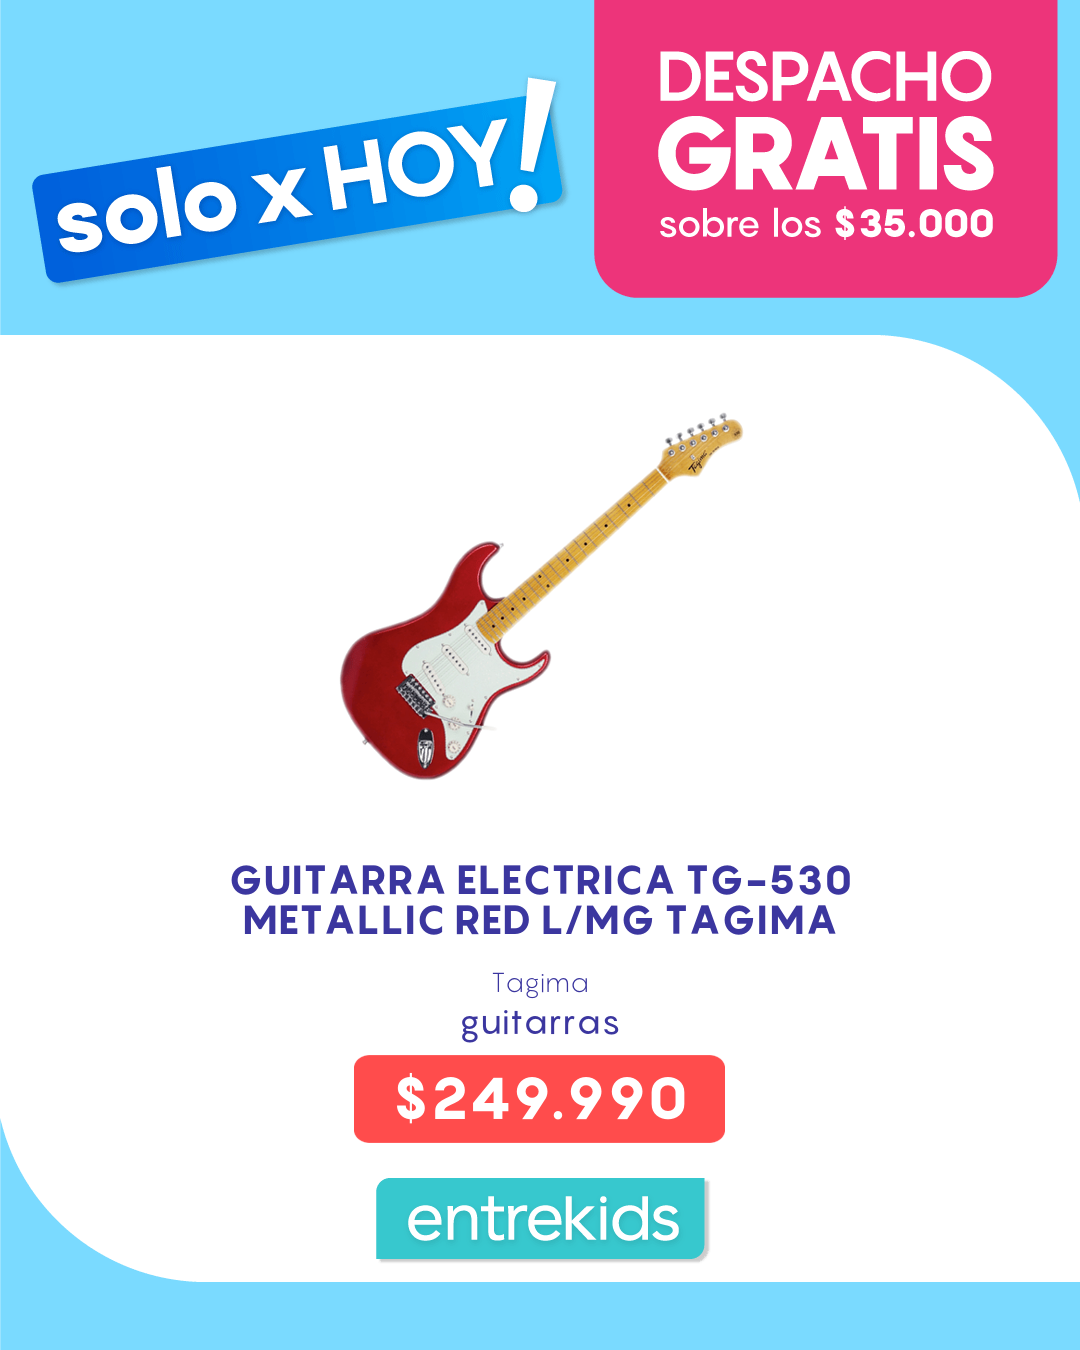 solo x HOY!
DESPACHO
GRATIS
sobre los $35.000
Tagima
GUITARRA ELECTRICA TG-530
METALLIC RED L/MG TAGIMA
Tagima
guitarras
$249.990
entrekids